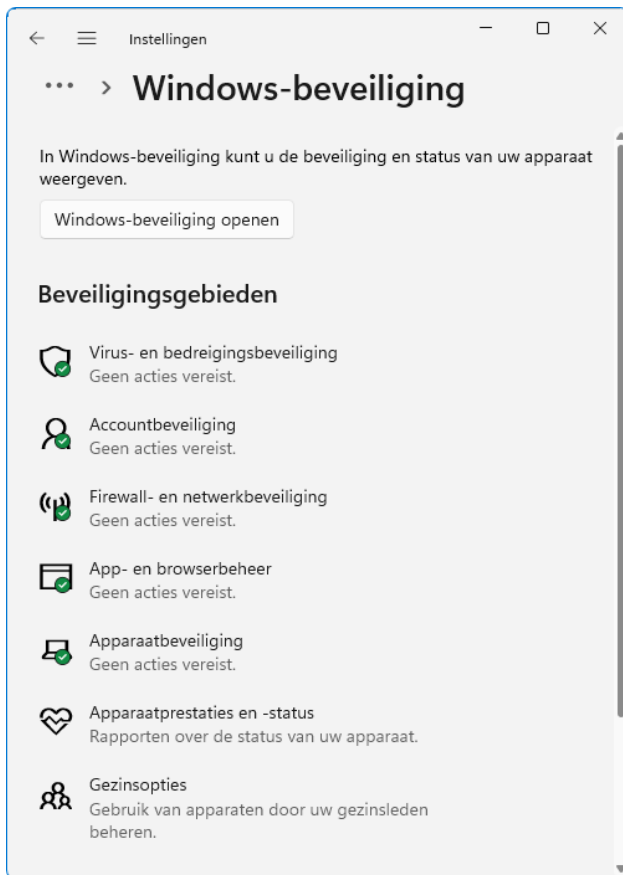 Instellingen
Windows-beveiliging
In Windows-beveiliging kunt u de beveiliging en status van uw apparaat
weergeven.
Windows-beveiliging openen
Beveiligingsgebieden
Virus- en bedreigingsbeveiliging
Geen acties vereist.
Accountbeveiliging
Geen acties vereist.
Firewall- en netwerkbeveiliging
Geen acties vereist.
App- en browserbeheer
Geen acties vereist.
Apparaatbeveiliging
Geen acties vereist.
Apparaatprestaties en -status
Rapporten over de status van uw apparaat.
Gezinsopties
Gebruik van apparaten door uw gezinsleden
beheren.